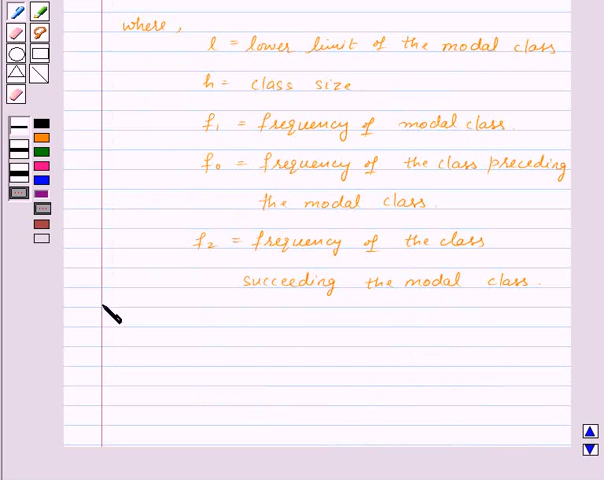 where,
l = lower limit of the modal class
h = class size
f₁ = frequency of modal class.
f₀ = frequency of the class preceding
the modal class.
f₂ = frequency of the class
succeeding the modal class.